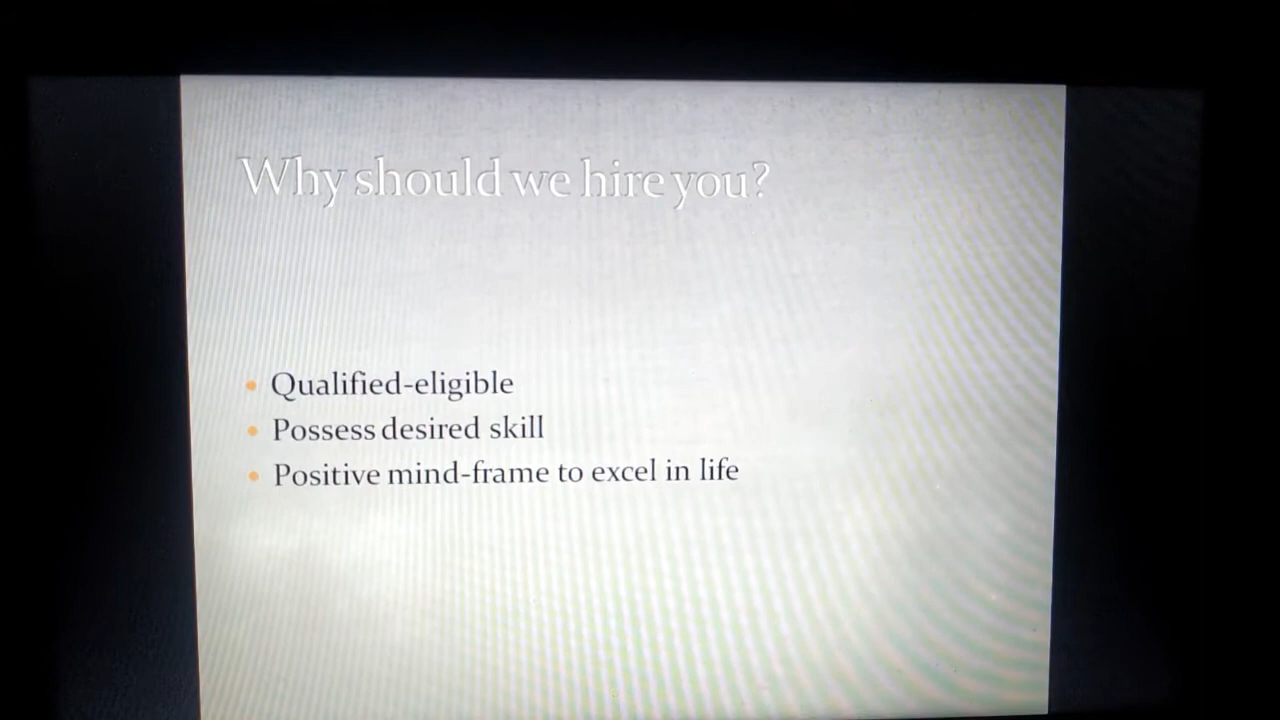 Why should we hire you?
Qualified-eligible
Possess desired skill
Positive mind-frame to excel in life